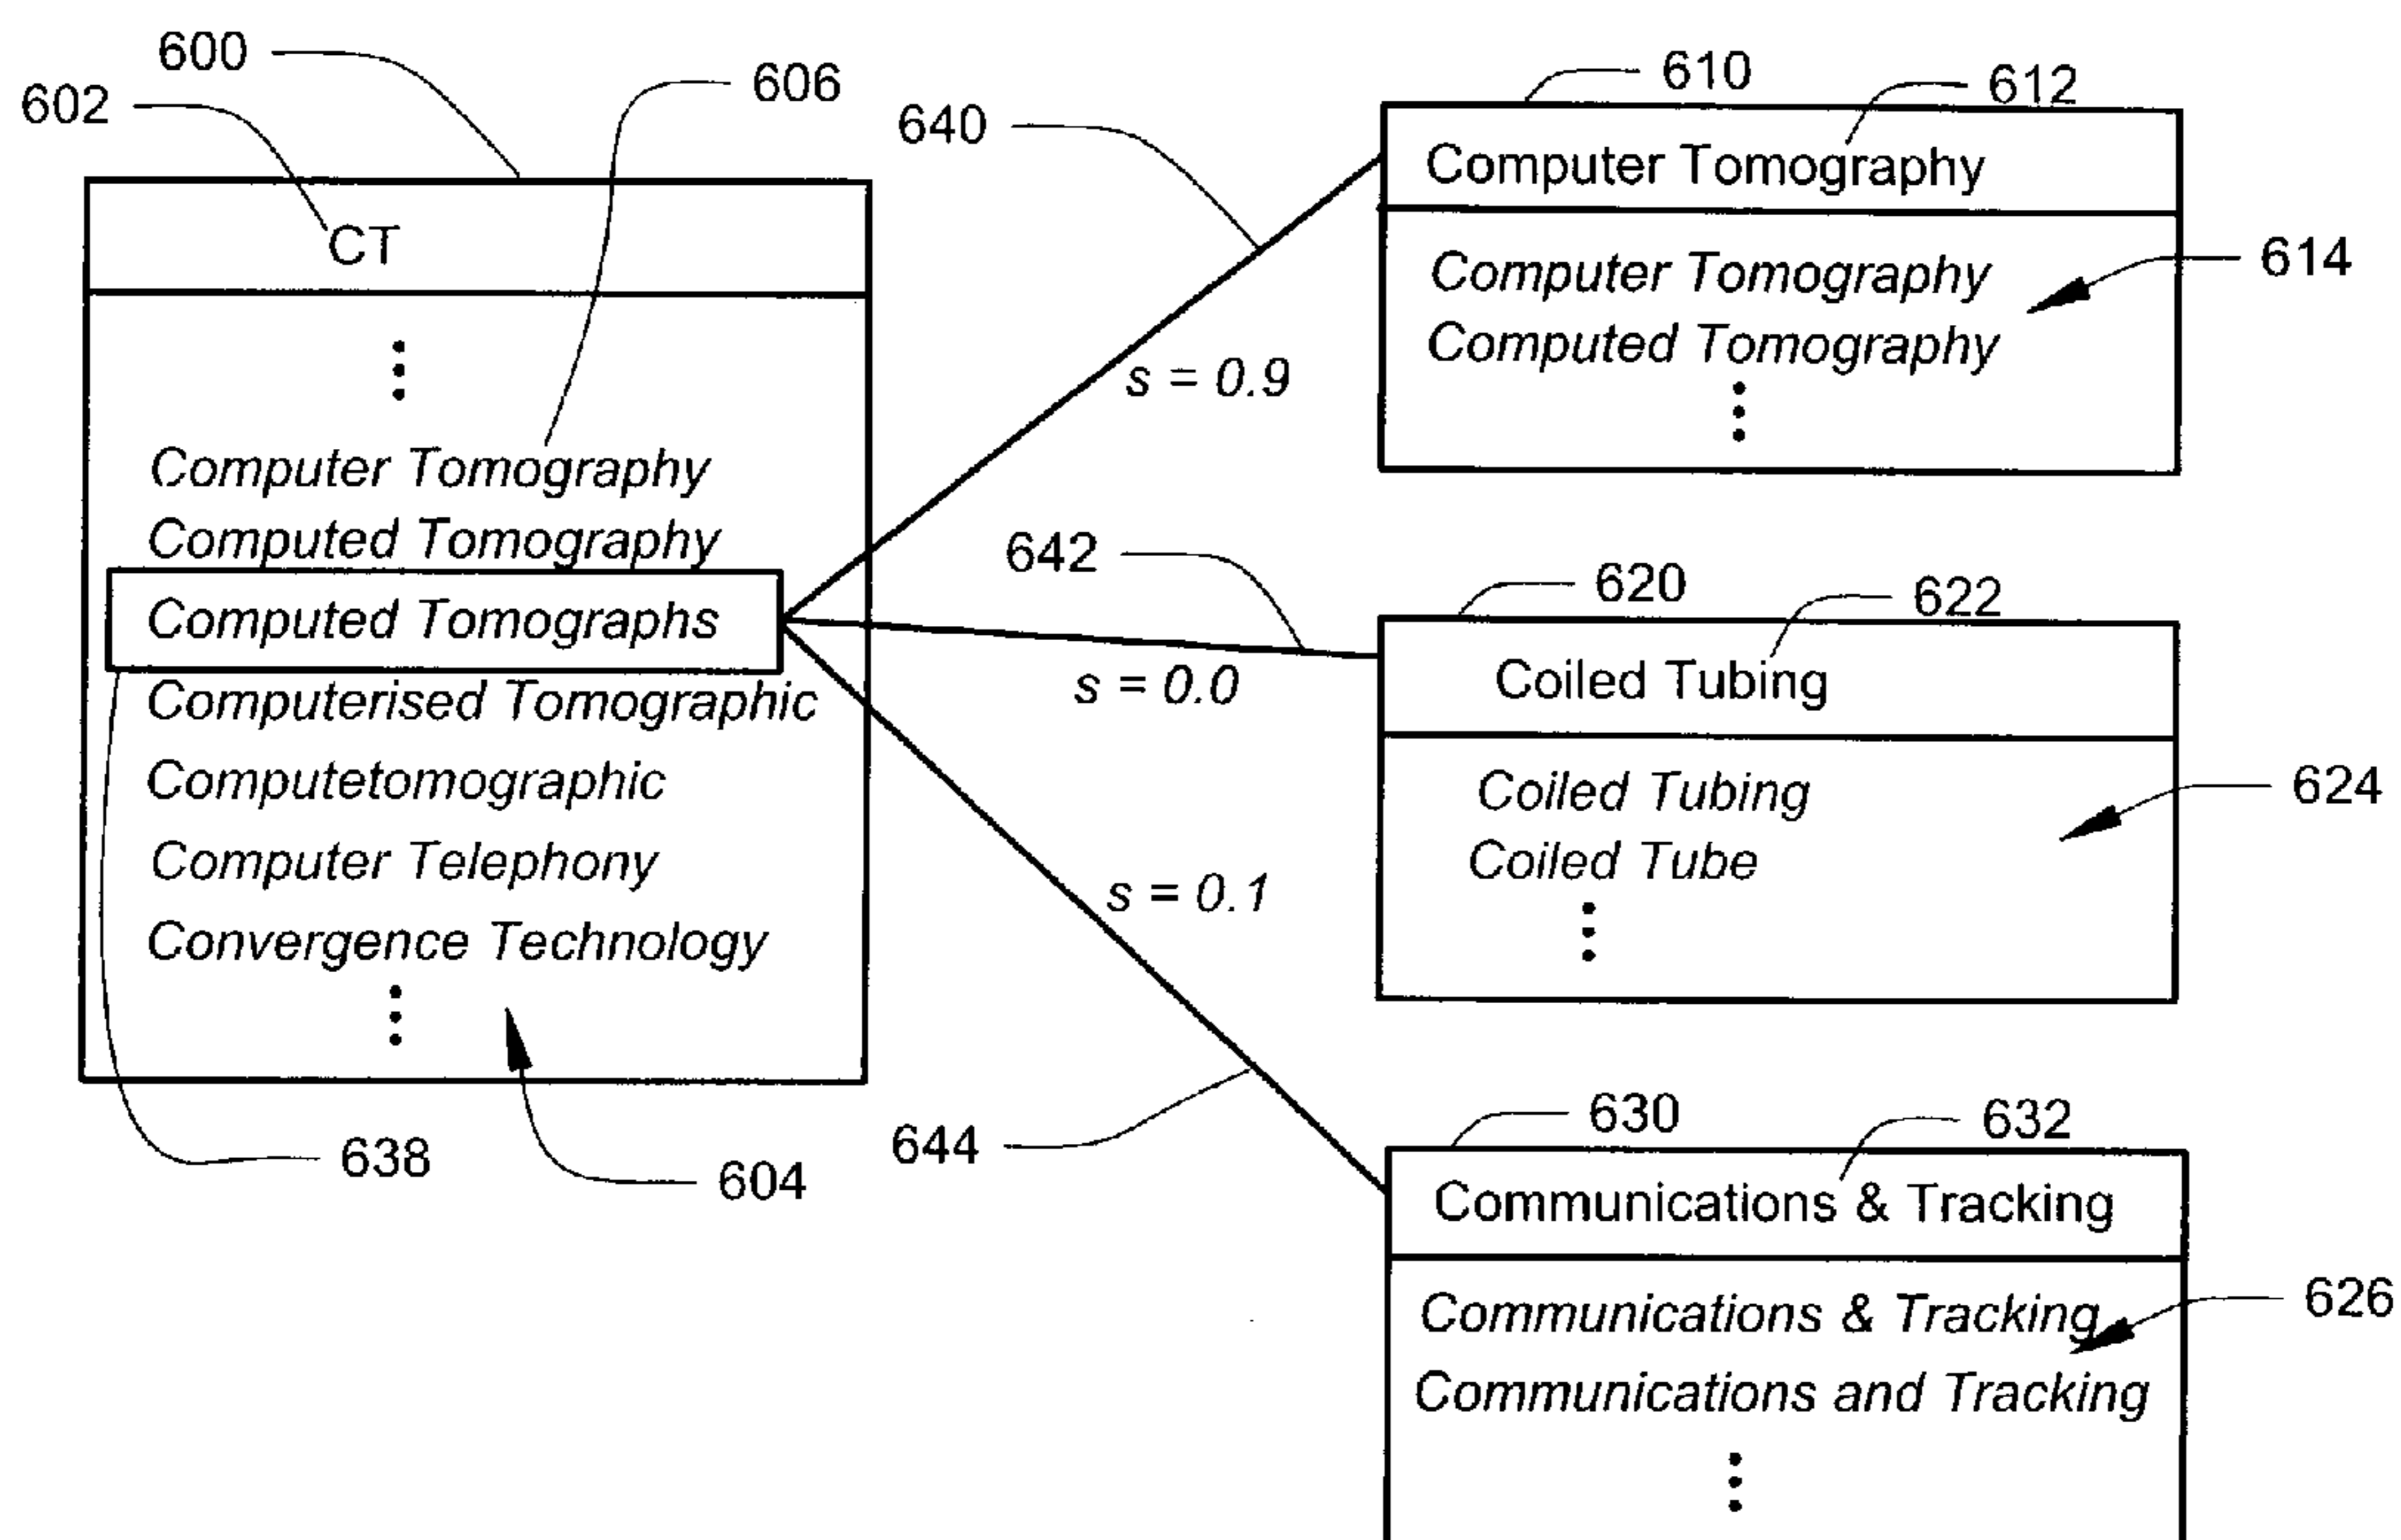 600
602
606
CT
Computer Tomography
Computed Tomography
Computed Tomographs
Computerised Tomographic
Computetomographic
Computer Telephony
Convergence Technology
638
604
640
s = 0.9
642
s = 0.0
s = 0.1
644
610
612
Computer Tomography
Computer Tomography
Computed Tomography
614
620
622
Coiled Tubing
Coiled Tubing
Coiled Tube
624
630
632
Communications & Tracking
Communications & Tracking
Communications and Tracking
626